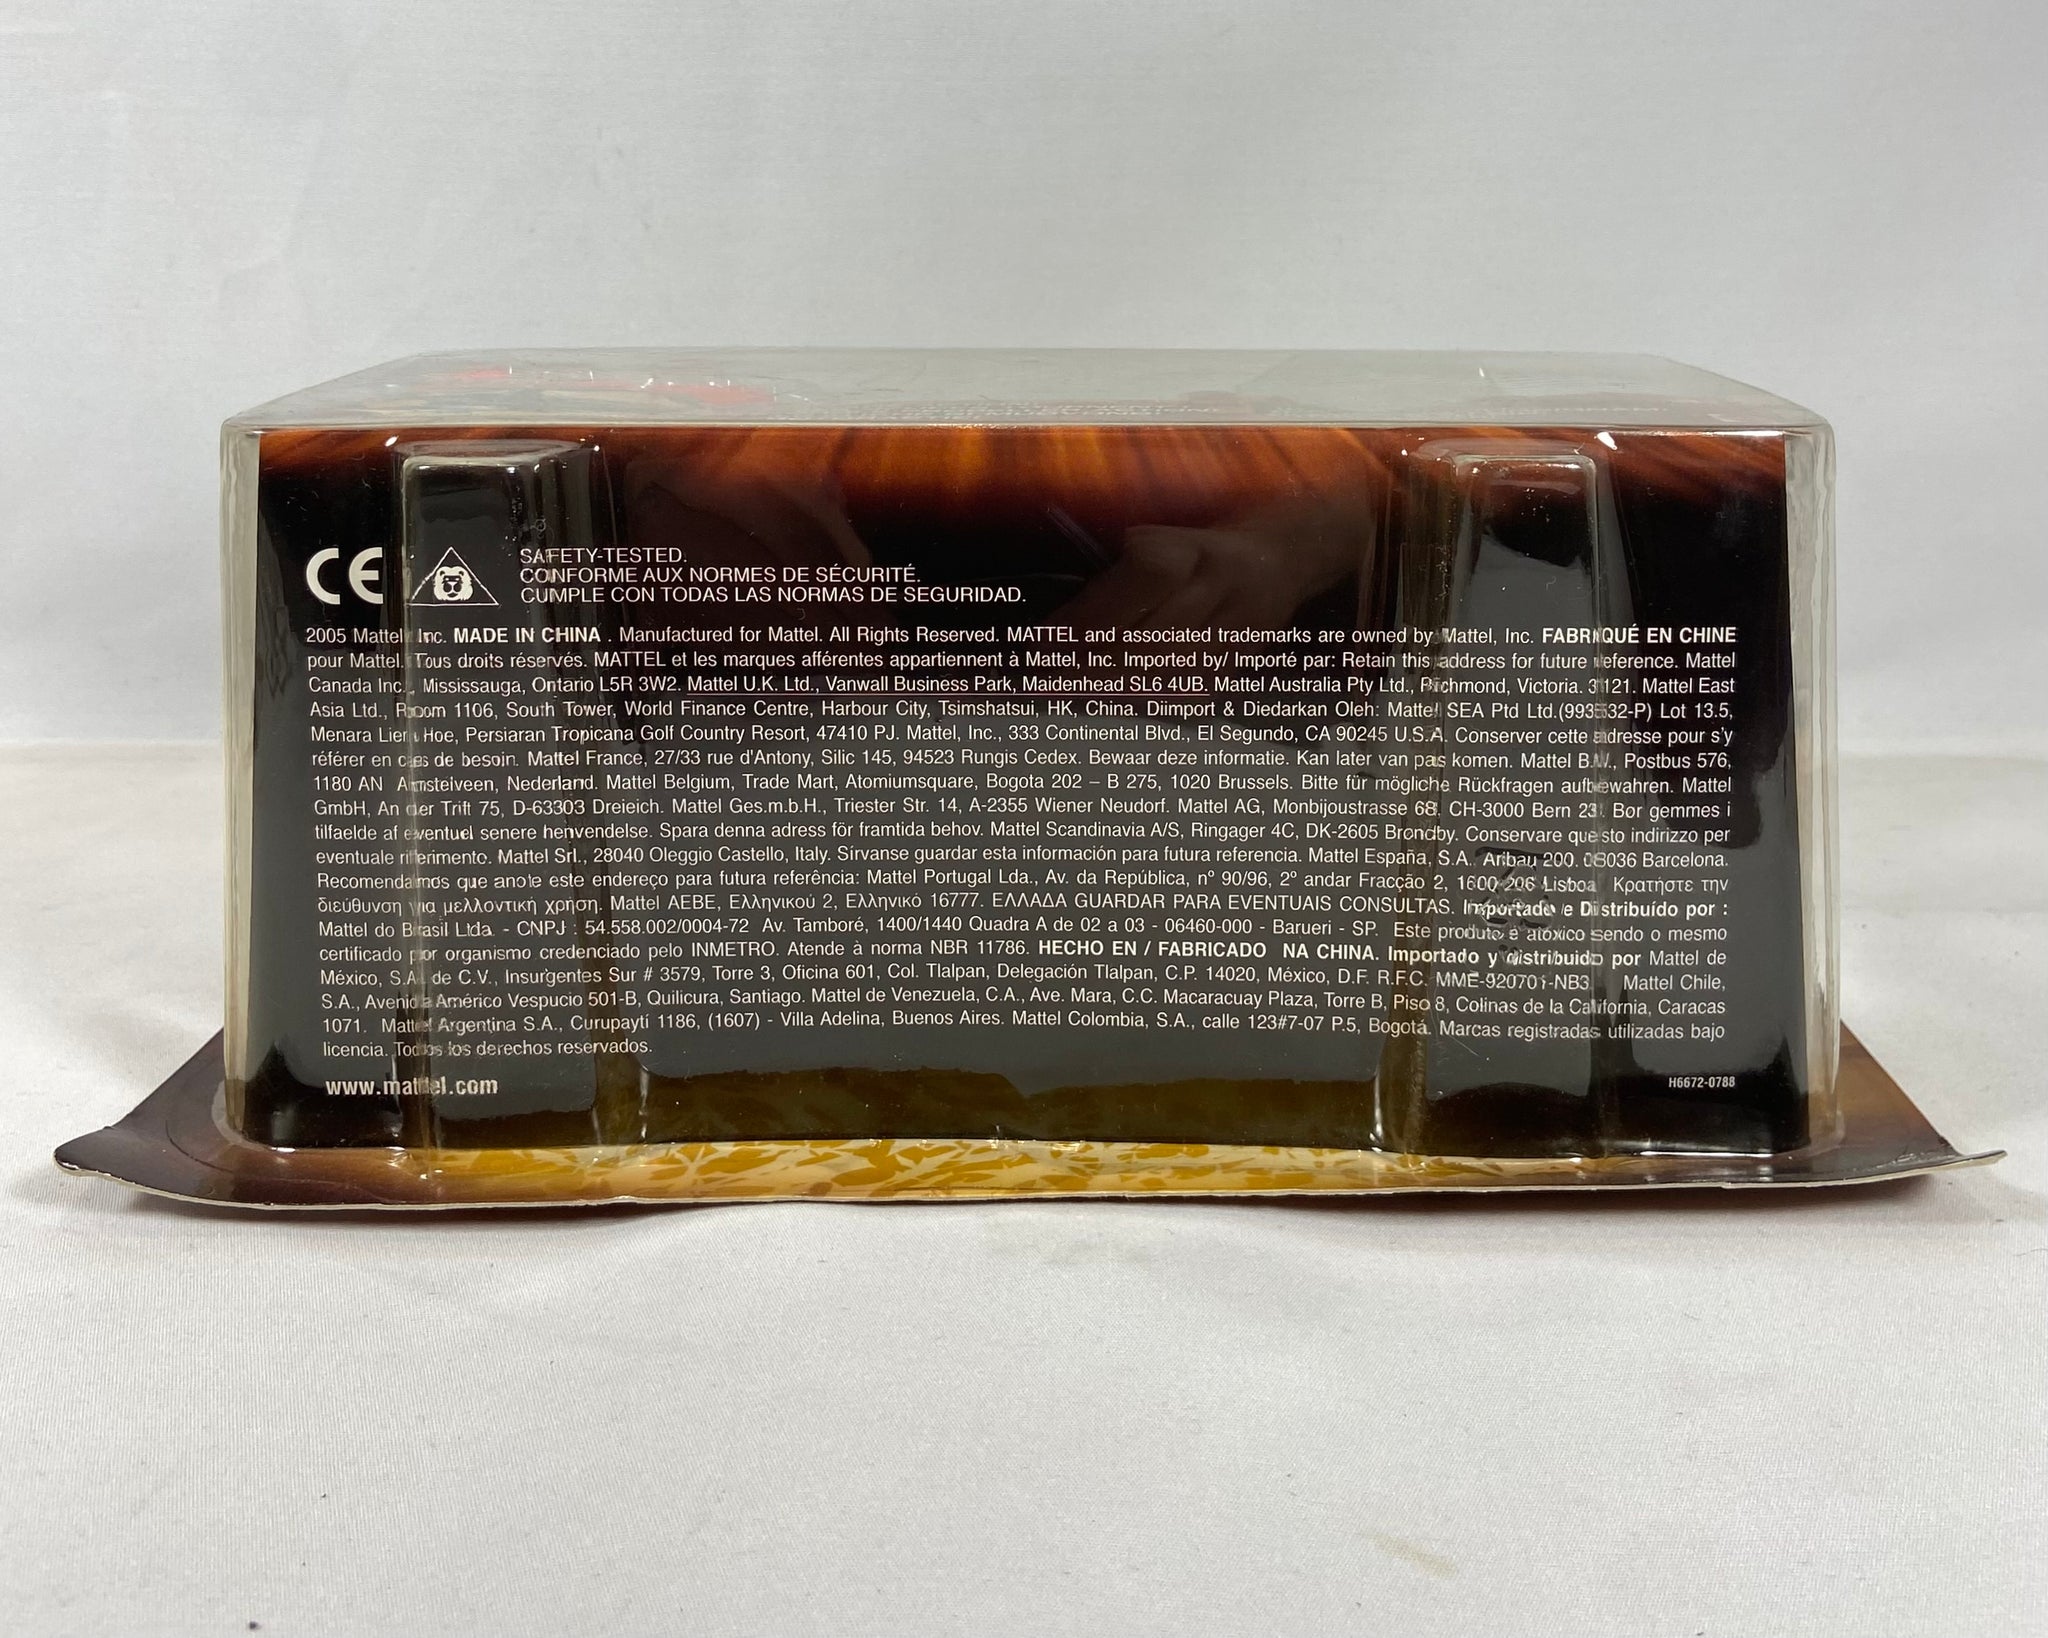 CE
SAFETY-TESTED.
CONFORME AUX NORMES DE SÉCURITÉ.
CUMPLE CON TODAS LAS NORMAS DE SEGURIDAD.
2005 Mattel Inc. MADE IN CHINA . Manufactured for Mattel. All Rights Reserved. MATTEL and associated trademarks are owned by Mattel, Inc. FABRIQUÉ EN CHINE
pour Mattel. Tous droits réservés. MATTEL et les marques afférentes appartiennent à Mattel, Inc. Imported by/ Importé par: Retain this address for future reference. Mattel
Canada Inc., Mississauga, Ontario L5R 3W2. Mattel U.K. Ltd., Vanwall Business Park, Maidenhead SL6 4UB. Mattel Australia Pty Ltd., Richmond, Victoria. 3121. Mattel East
Asia Ltd., Room 1106, South Tower, World Finance Centre, Harbour City, Tsimshatsui, HK, China. Diimport & Diedarkan Oleh: Mattel SEA Ptd Ltd.(993532-P) Lot 13.5,
Menara Lien Hoe, Persiaran Tropicana Golf Country Resort, 47410 PJ. Mattel, Inc., 333 Continental Blvd., El Segundo, CA 90245 U.S.A. Conserver cette adresse pour s'y
référer en cas de besoin. Mattel France, 27/33 rue d'Antony, Silic 145, 94523 Rungis Cedex. Bewaar deze informatie. Kan later van pas komen. Mattel B.V., Postbus 576,
1180 AN Amstelveen, Nederland. Mattel Belgium, Trade Mart, Atomiumsquare, Bogota 202 – B 275, 1020 Brussels. Bitte für mögliche Rückfragen aufbewahren. Mattel
GmbH, An der Trift 75, D-63303 Dreieich. Mattel Ges.m.b.H., Triester Str. 14, A-2355 Wiener Neudorf. Mattel AG, Monbijoustrasse 68, CH-3000 Bern 23. Bør gemmes i
tilfaelde af eventuel senere henvendelse. Spara denna adress för framtida behov. Mattel Scandinavia A/S, Ringager 4C, DK-2605 Brøndby. Conservare questo indirizzo per
eventuale riferimento. Mattel Srl., 28040 Oleggio Castello, Italy. Sírvanse guardar esta información para futura referencia. Mattel España, S.A. Aribau 200. 08036 Barcelona.
Recomendamos que anote este endereço para futura referência: Mattel Portugal Lda., Av. da República, nº 90/96, 2º andar Fracção 2, 1600-206 Lisboa Κρατήστε την
διεύθυνση για μελλοντική χρήση. Mattel AEBE, Ελληνικού 2, Ελληνικό 16777. ΕΛΛΑΔΑ GUARDAR PARA EVENTUAIS CONSULTAS. Importado e Distribuído por :
Mattel do Brasil Ltda. - CNPJ : 54.558.002/0004-72 Av. Tamboré, 1400/1440 Quadra A de 02 a 03 - 06460-000 - Barueri - SP. Este produto é atóxico sendo o mesmo
certificado por organismo credenciado pelo INMETRO. Atende à norma NBR 11786. HECHO EN / FABRICADO NA CHINA. Importado y distribuido por Mattel de
México, S.A. de C.V., Insurgentes Sur # 3579, Torre 3, Oficina 601, Col. Tlalpan, Delegación Tlalpan, C.P. 14020, México, D.F. R.F.C. MME-920701-NB3. Mattel Chile,
S.A., Avenida Américo Vespucio 501-B, Quilicura, Santiago. Mattel de Venezuela, C.A., Ave. Mara, C.C. Macaracuay Plaza, Torre B, Piso 8, Colinas de la California, Caracas
1071. Mattel Argentina S.A., Curupaytí 1186, (1607) - Villa Adelina, Buenos Aires. Mattel Colombia, S.A., calle 123#7-07 P.5, Bogotá. Marcas registradas utilizadas bajo
licencia. Todos los derechos reservados.
www.mattel.com
H6672-0788